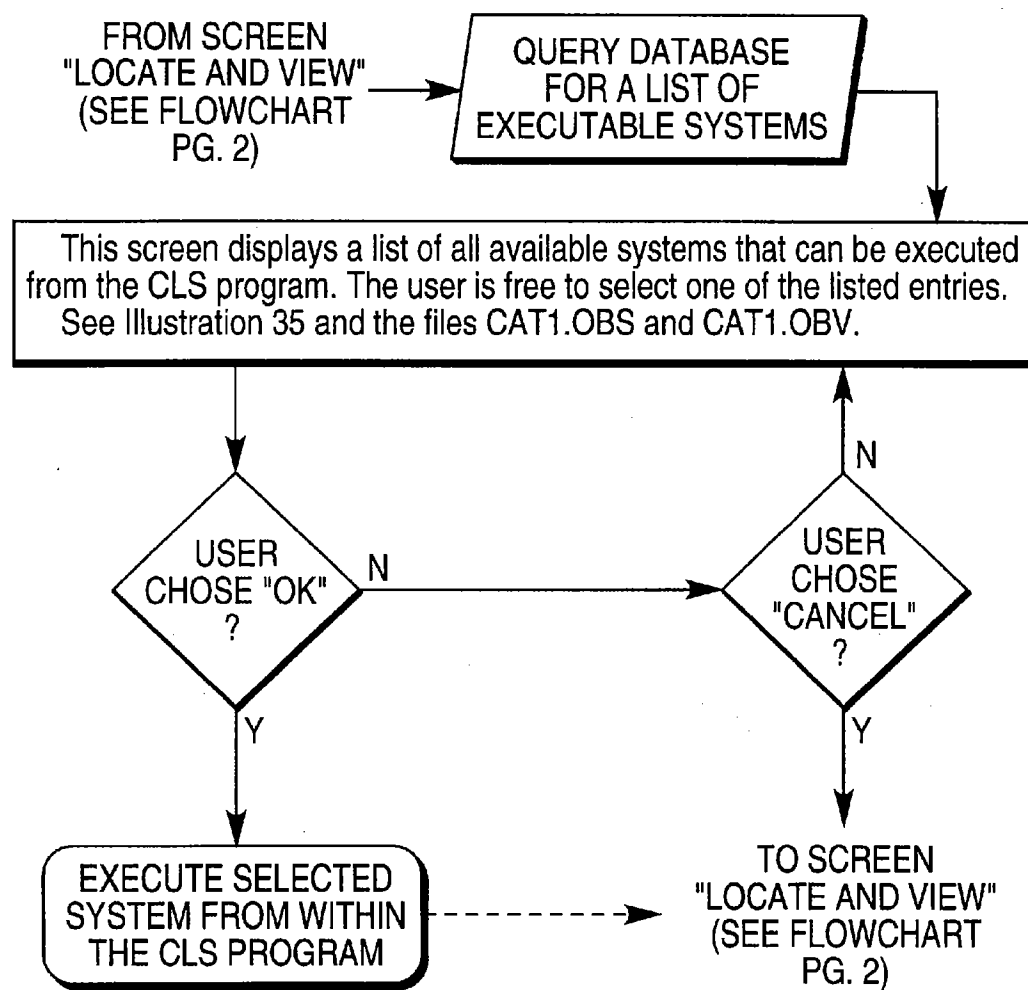 FROM SCREEN
"LOCATE AND VIEW"
(SEE FLOWCHART
PG. 2)
QUERY DATABASE
FOR A LIST OF
EXECUTABLE SYSTEMS
This screen displays a list of all available systems that can be executed
from the CLS program. The user is free to select one of the listed entries.
See Illustration 35 and the files CAT1.OBS and CAT1.OBV.
USER
CHOSE "OK"
?
N
Y
N
USER
CHOSE
"CANCEL"
?
Y
EXECUTE SELECTED
SYSTEM FROM WITHIN
THE CLS PROGRAM
TO SCREEN
"LOCATE AND VIEW"
(SEE FLOWCHART
PG. 2)